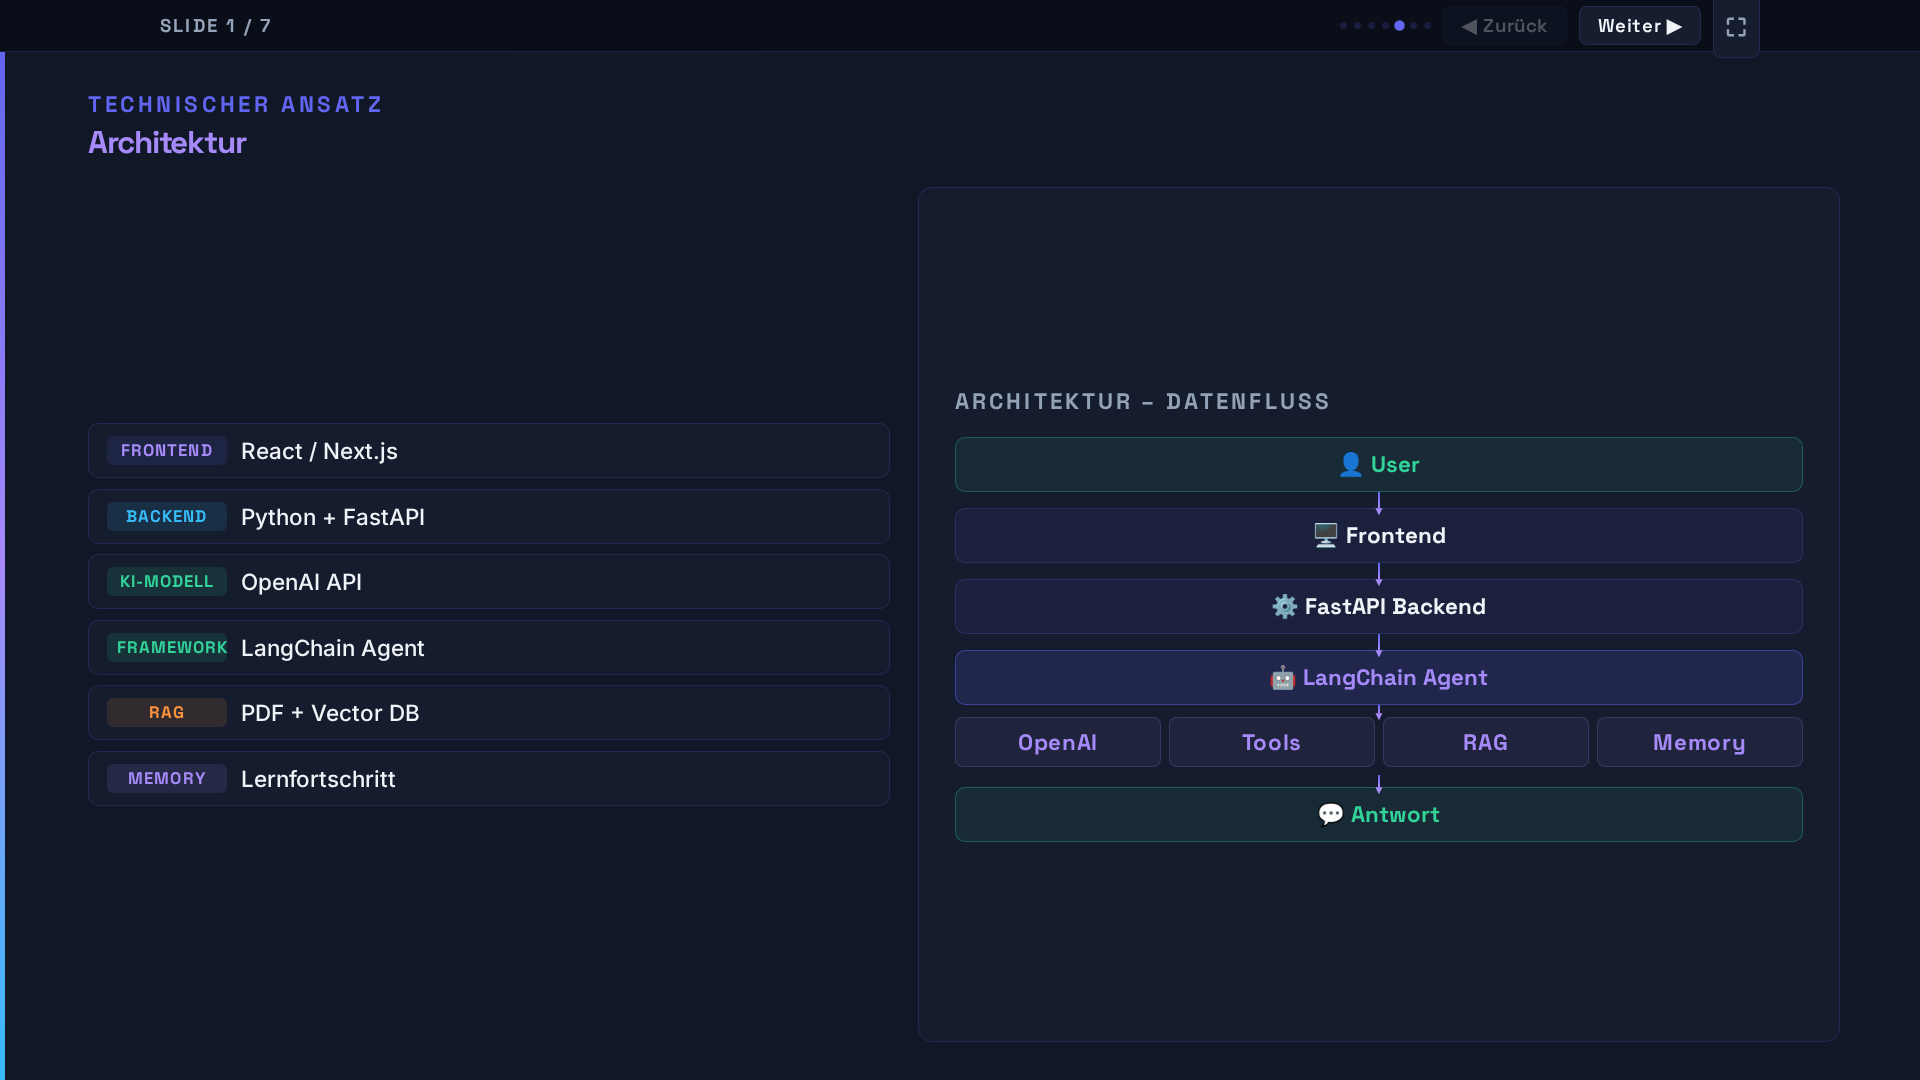 SLIDE 1 / 7
◀ Zurück
Weiter ▶
TECHNISCHER ANSATZ
Architektur
FRONTEND React / Next.js
BACKEND Python + FastAPI
KI-MODELL OpenAI API
FRAMEWORK LangChain Agent
RAG PDF + Vector DB
MEMORY Lernfortschritt
ARCHITEKTUR – DATENFLUSS
👤 User
🖥️ Frontend
⚙️ FastAPI Backend
🤖 LangChain Agent
OpenAI Tools RAG Memory
💬 Antwort